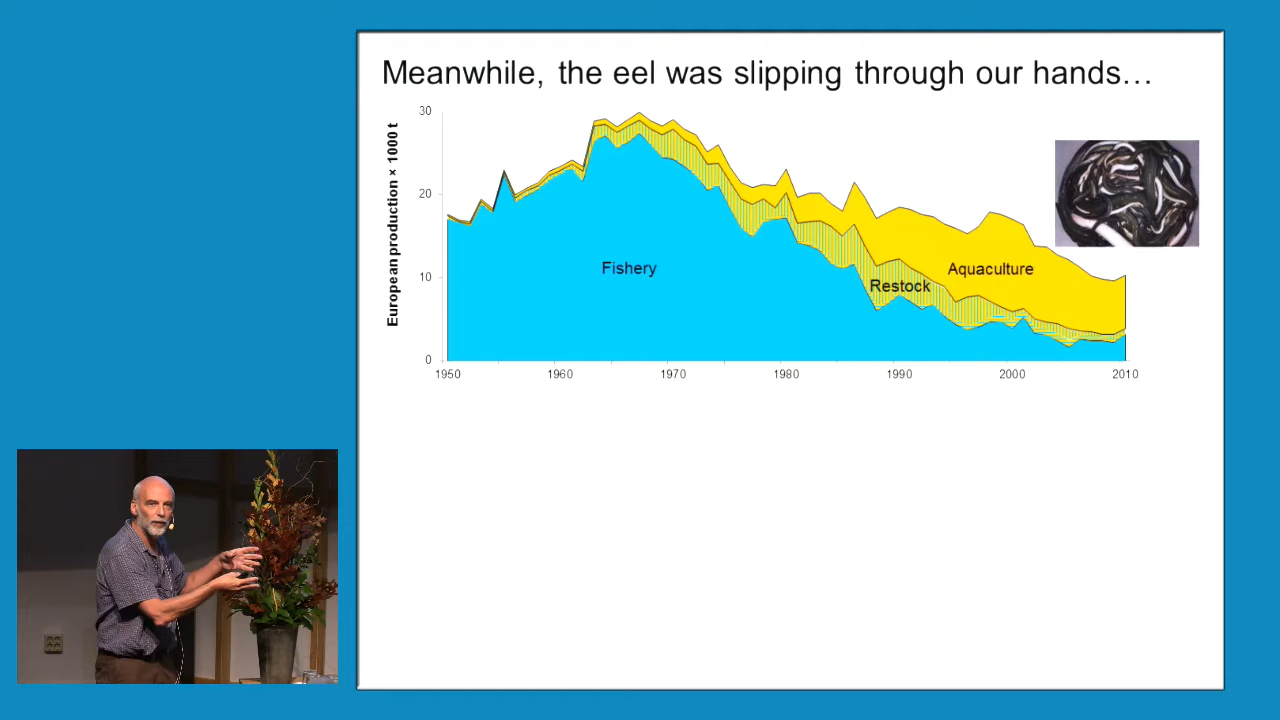 Meanwhile, the eel was slipping through our hands…
European production × 1000 t
30
20
10
0
Fishery
Restock
Aquaculture
1950 1960 1970 1980 1990 2000 2010